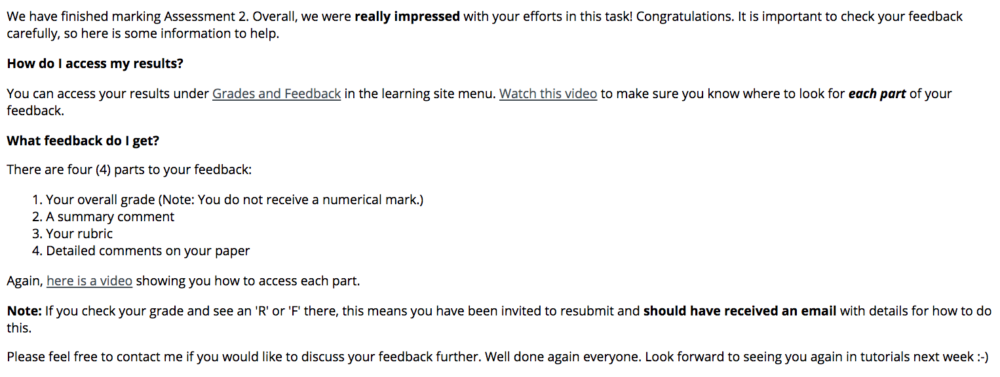 We have finished marking Assessment 2. Overall, we were really impressed with your efforts in this task! Congratulations. It is important to check your feedback
carefully, so here is some information to help.
How do I access my results?
You can access your results under Grades and Feedback in the learning site menu. Watch this video to make sure you know where to look for each part of your
feedback.
What feedback do I get?
There are four (4) parts to your feedback:
1. Your overall grade (Note: You do not receive a numerical mark.)
2. A summary comment
3. Your rubric
4. Detailed comments on your paper
Again, here is a video showing you how to access each part.
Note: If you check your grade and see an 'R' or 'F' there, this means you have been invited to resubmit and should have received an email with details for how to do
this.
Please feel free to contact me if you would like to discuss your feedback further. Well done again everyone. Look forward to seeing you again in tutorials next week :-)